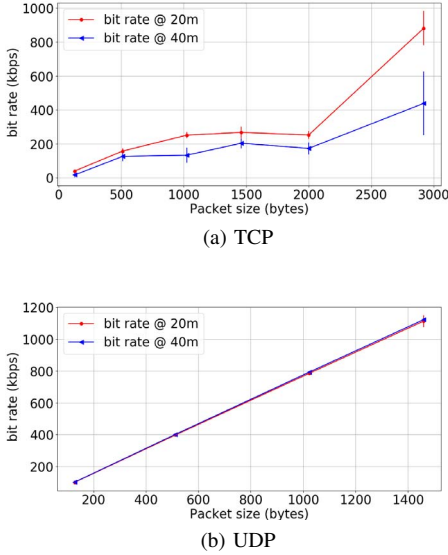 1000
800
600
400
200
0
bit rate (kbps)
bit rate @ 20m
bit rate @ 40m
0 500 1000 1500 2000 2500 3000
Packet size (bytes)
(a) TCP
1200
1000
800
600
400
200
bit rate (kbps)
bit rate @ 20m
bit rate @ 40m
200 400 600 800 1000 1200 1400
Packet size (bytes)
(b) UDP